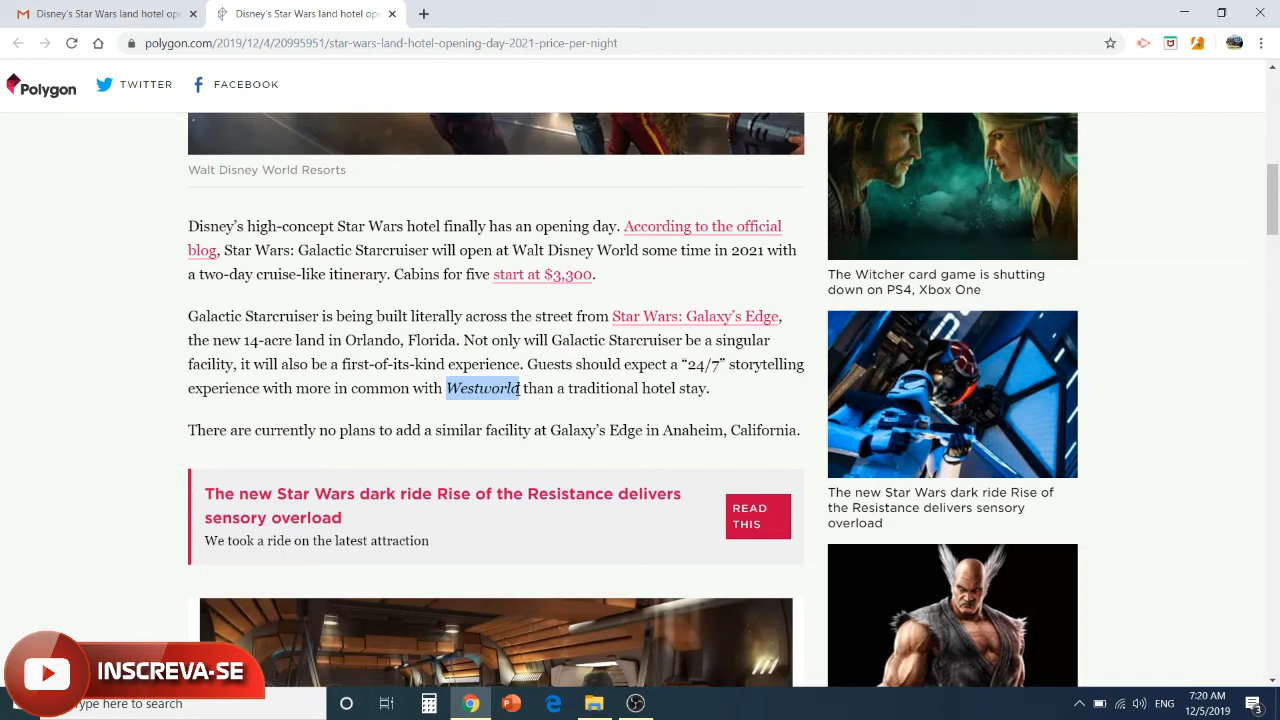 Disney's Star Wars land hotel ope
Disney's Star Wars land hotel ope
polygon.com/2019/12/4/20995951/star-wars-land-hotel-opening-day-2021-price-per-night
Polygon
TWITTER
FACEBOOK
Walt Disney World Resorts
Disney's high-concept Star Wars hotel finally has an opening day. According to the official
blog, Star Wars: Galactic Starcruiser will open at Walt Disney World some time in 2021 with
a two-day cruise-like itinerary. Cabins for five start at $3,300.
Galactic Starcruiser is being built literally across the street from Star Wars: Galaxy's Edge,
the new 14-acre land in Orlando, Florida. Not only will Galactic Starcruiser be a singular
facility, it will also be a first-of-its-kind experience. Guests should expect a “24/7” storytelling
experience with more in common with Westworld than a traditional hotel stay.
There are currently no plans to add a similar facility at Galaxy's Edge in Anaheim, California.
The new Star Wars dark ride Rise of the Resistance delivers
sensory overload
We took a ride on the latest attraction
READ
THIS
The Witcher card game is shutting
down on PS4, Xbox One
The new Star Wars dark ride Rise of
the Resistance delivers sensory
overload
INSCREVA-SE
ype here to search
ENG
7:20 AM
12/5/2019
3